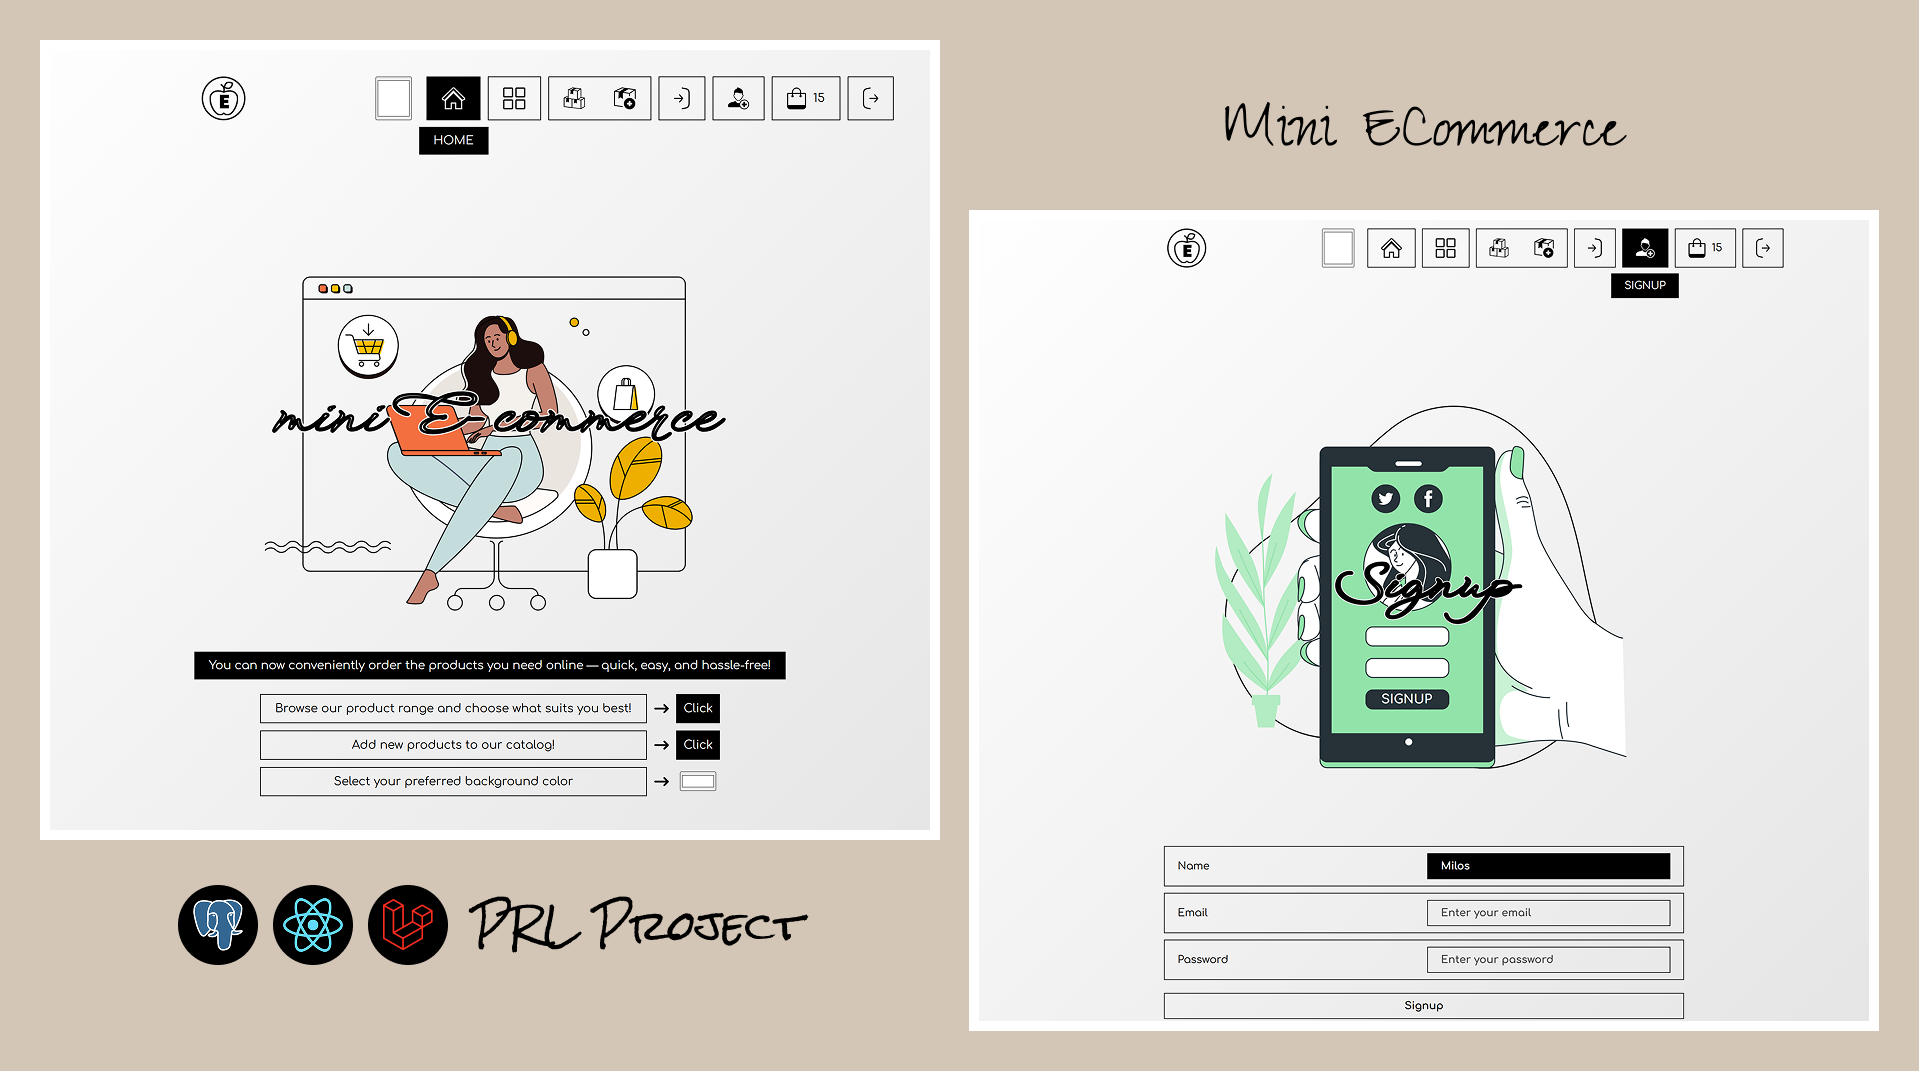 E
15
HOME
mini E-commerce
You can now conveniently order the products you need online — quick, easy, and hassle-free!
Browse our product range and choose what suits you best! → Click
Add new products to our catalog! → Click
Select your preferred background color →
PRL PROJECT
Mini ECommerce
E
15
SIGNUP
Signup
SIGNUP
Name Milos
Email Enter your email
Password Enter your password
Signup